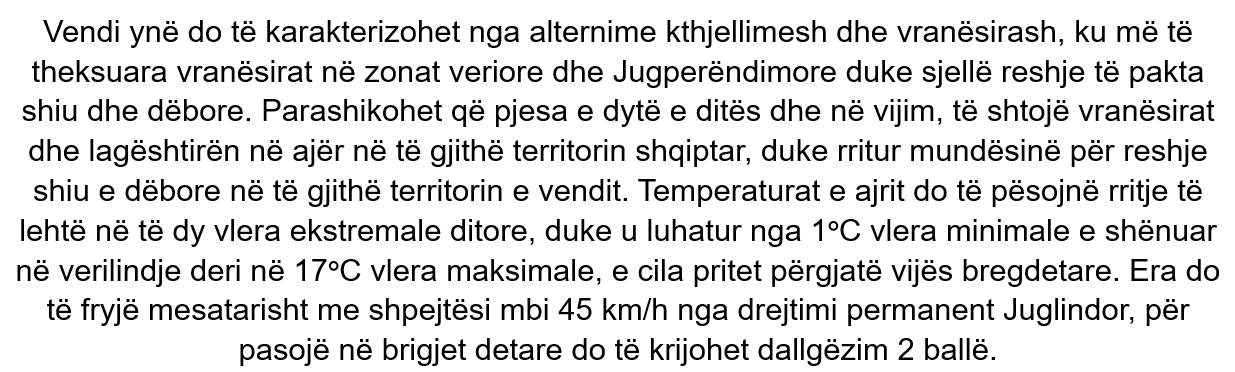 Vendi ynë do të karakterizohet nga alternime kthjellimesh dhe vranësirash, ku më të
theksuara vranësirat në zonat veriore dhe Jugperëndimore duke sjellë reshje të pakta
shiu dhe dëbore. Parashikohet që pjesa e dytë e ditës dhe në vijim, të shtojë vranësirat
dhe lagështirën në ajër në të gjithë territorin shqiptar, duke rritur mundësinë për reshje
shiu e dëbore në të gjithë territorin e vendit. Temperaturat e ajrit do të pësojnë rritje të
lehtë në të dy vlera ekstremale ditore, duke u luhatur nga 1ºC vlera minimale e shënuar
në verilindje deri në 17ºC vlera maksimale, e cila pritet përgjatë vijës bregdetare. Era do
të fryjë mesatarisht me shpejtësi mbi 45 km/h nga drejtimi permanent Juglindor, për
pasojë në brigjet detare do të krijohet dallgëzim 2 ballë.